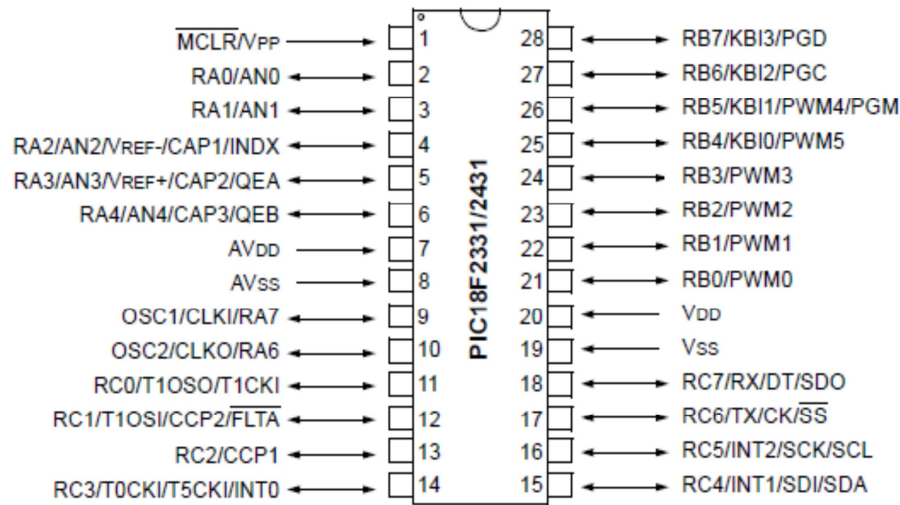 MCLR/VPP 1 28 RB7/KBI3/PGD
RA0/AN0 2 27 RB6/KBI2/PGC
RA1/AN1 3 26 RB5/KBI1/PWM4/PGM
RA2/AN2/VREF-/CAP1/INDX 4 25 RB4/KBI0/PWM5
RA3/AN3/VREF+/CAP2/QEA 5 24 RB3/PWM3
RA4/AN4/CAP3/QEB 6 23 RB2/PWM2
AVDD 7 22 RB1/PWM1
AVSS 8 21 RB0/PWM0
OSC1/CLKI/RA7 9 20 VDD
OSC2/CLKO/RA6 10 19 VSS
RC0/T1OSO/T1CKI 11 18 RC7/RX/DT/SDO
RC1/T1OSI/CCP2/FLTA 12 17 RC6/TX/CK/SS
RC2/CCP1 13 16 RC5/INT2/SCK/SCL
RC3/T0CKI/T5CKI/INT0 14 15 RC4/INT1/SDI/SDA
PIC18F2331/2431